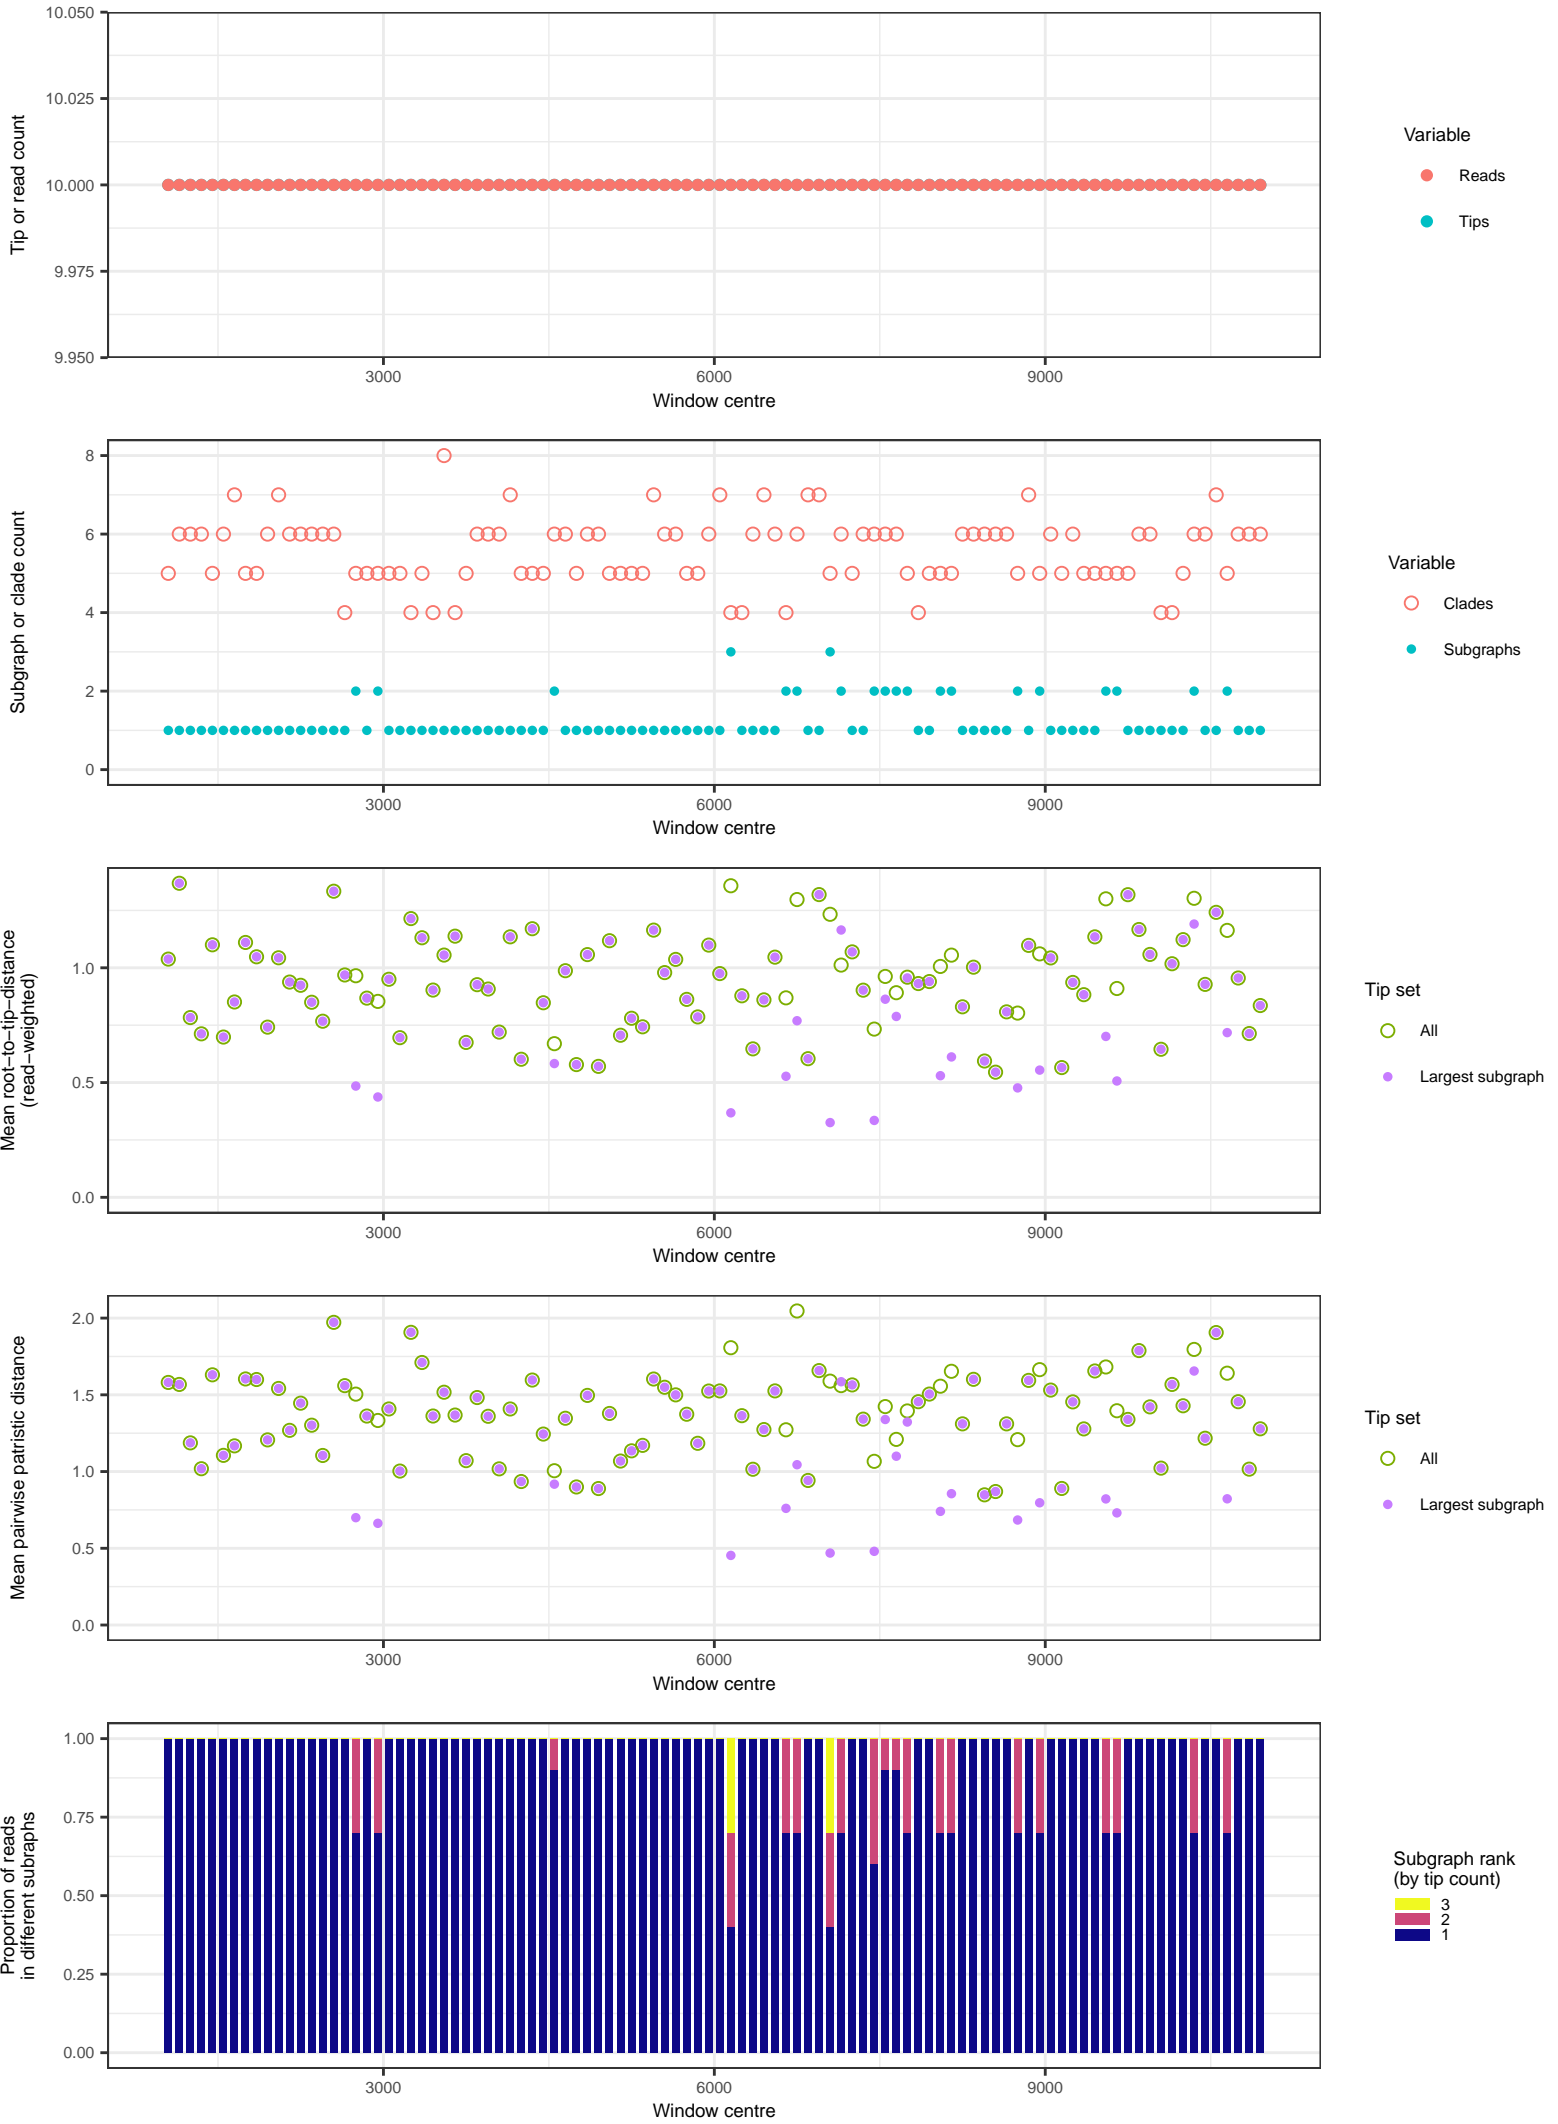 10.050
10.025
10.000
9.975
9.950
Tip or read count
3000 6000 9000
Window centre
Variable
Reads
Tips
8
6
4
2
0
Subgraph or clade count
3000 6000 9000
Window centre
Variable
Clades
Subgraphs
1.0
0.5
0.0
Mean root−to−tip−distance
(read−weighted)
3000 6000 9000
Window centre
Tip set
All
Largest subgraph
2.0
1.5
1.0
0.5
0.0
Mean pairwise patristic distance
3000 6000 9000
Window centre
Tip set
All
Largest subgraph
1.00
0.75
0.50
0.25
0.00
Proportion of reads
in different subraphs
3000 6000 9000
Window centre
Subgraph rank
(by tip count)
3
2
1